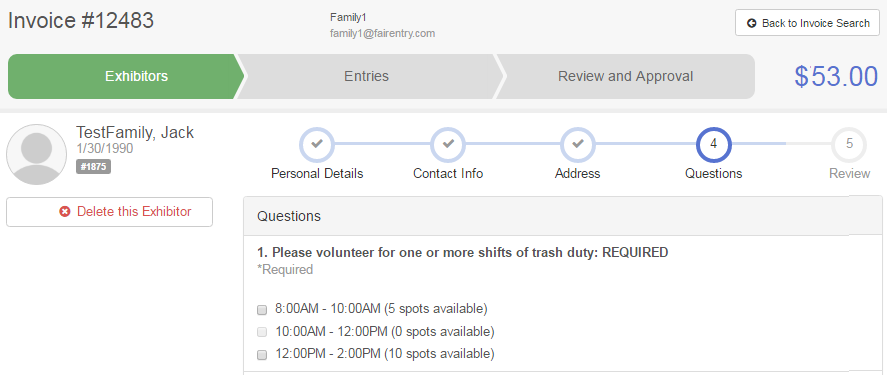 Invoice #12483
Family1
family1@fairentry.com
Back to Invoice Search
Exhibitors
Entries
Review and Approval
$53.00
TestFamily, Jack
1/30/1990
#1875
Delete this Exhibitor
4
5
Personal Details
Contact Info
Address
Questions
Review
Questions
1. Please volunteer for one or more shifts of trash duty: REQUIRED
*Required
8:00AM - 10:00AM (5 spots available)
10:00AM - 12:00PM (0 spots available)
12:00PM - 2:00PM (10 spots available)